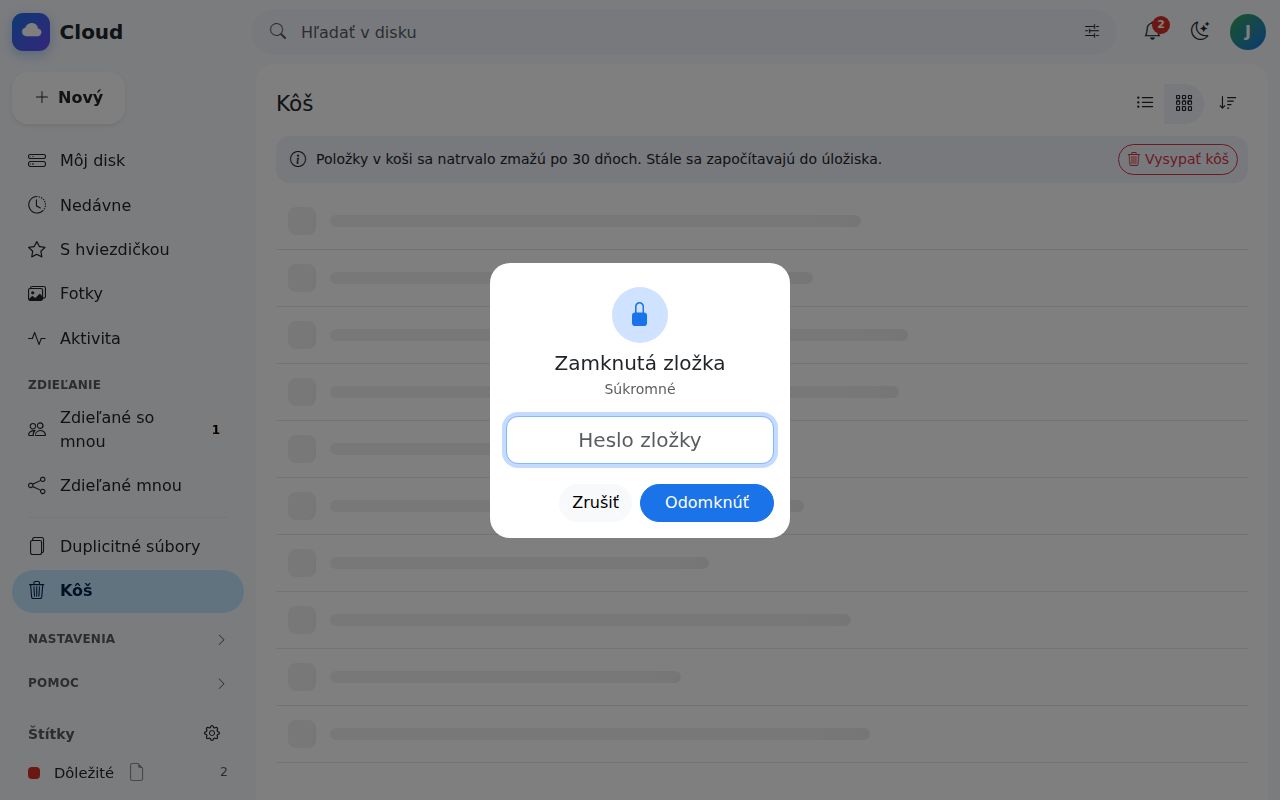 Cloud
Hľadať v disku
2
J
Nový
Môj disk
Nedávne
S hviezdičkou
Fotky
Aktivita
ZDIEĽANIE
Zdieľané so
mnou
1
Zdieľané mnou
Duplicitné súbory
Kôš
NASTAVENIA
POMOC
Štítky
Dôležité
2
Kôš
Položky v koši sa natrvalo zmažú po 30 dňoch. Stále sa započítavajú do úložiska.
Vysypať kôš
Zamknutá zložka
Súkromné
Heslo zložky
Zrušiť
Odomknúť